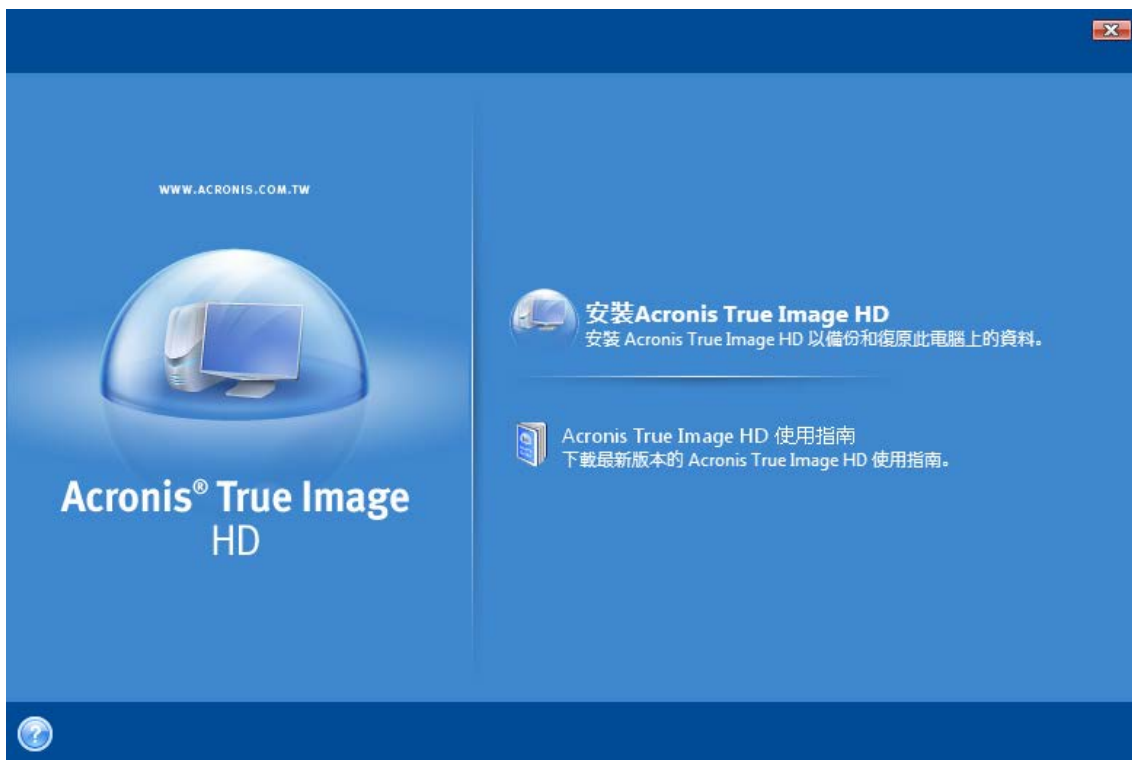 WWW.ACRONIS.COM.TW
Acronis® True Image
HD
安裝Acronis True Image HD
安裝 Acronis True Image HD 以備份和復原此電腦上的資料。
Acronis True Image HD 使用指南
下載最新版本的 Acronis True Image HD 使用指南。